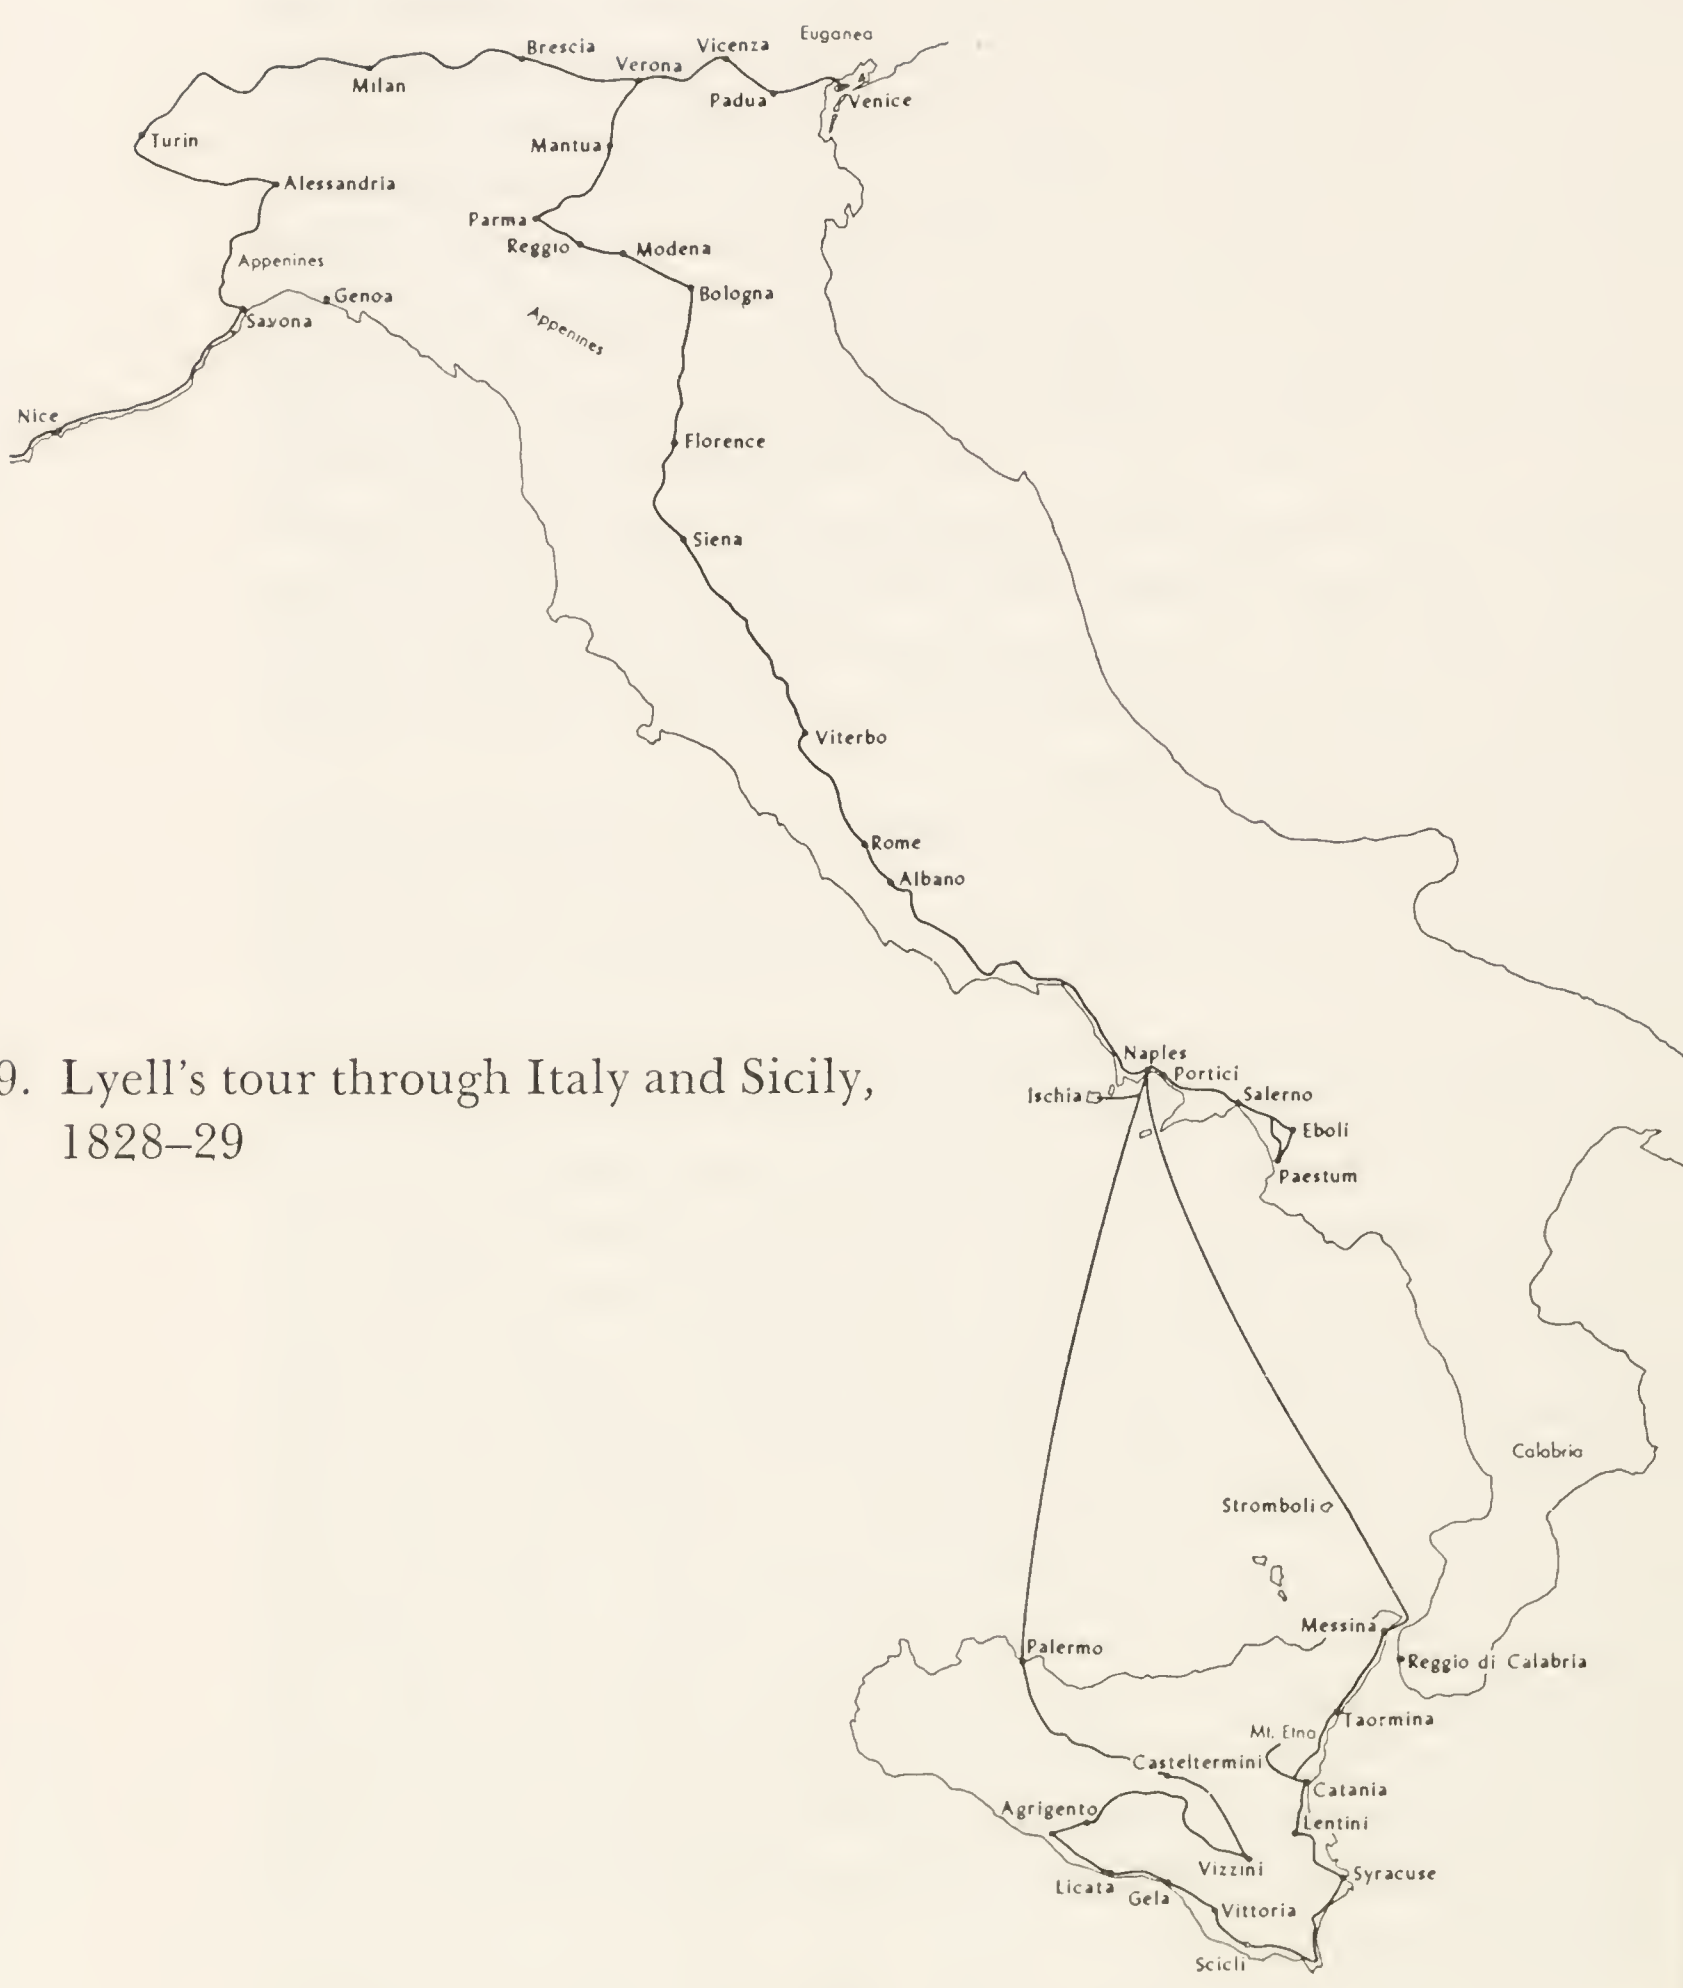 Euganea
Brescia
Vicenza
Verona
Milan
Padua
Venice
Turin
Mantua
Alessandria
Parma
Reggio
Modena
Appenines
Genoa
Bologna
Savona
Appenines
Nice
Florence
Siena
Viterbo
Rome
Albano
9. Lyell's tour through Italy and Sicily,
1828–29
Naples
Portici
Ischia
Salerno
Eboli
Paestum
Calabria
Stromboli
Messina
Palermo
Reggio di Calabria
Taormina
Mt. Etna
Casteltermini
Catania
Agrigento
Lentini
Vizzini
Syracuse
Licata
Gela
Vittoria
Scicli